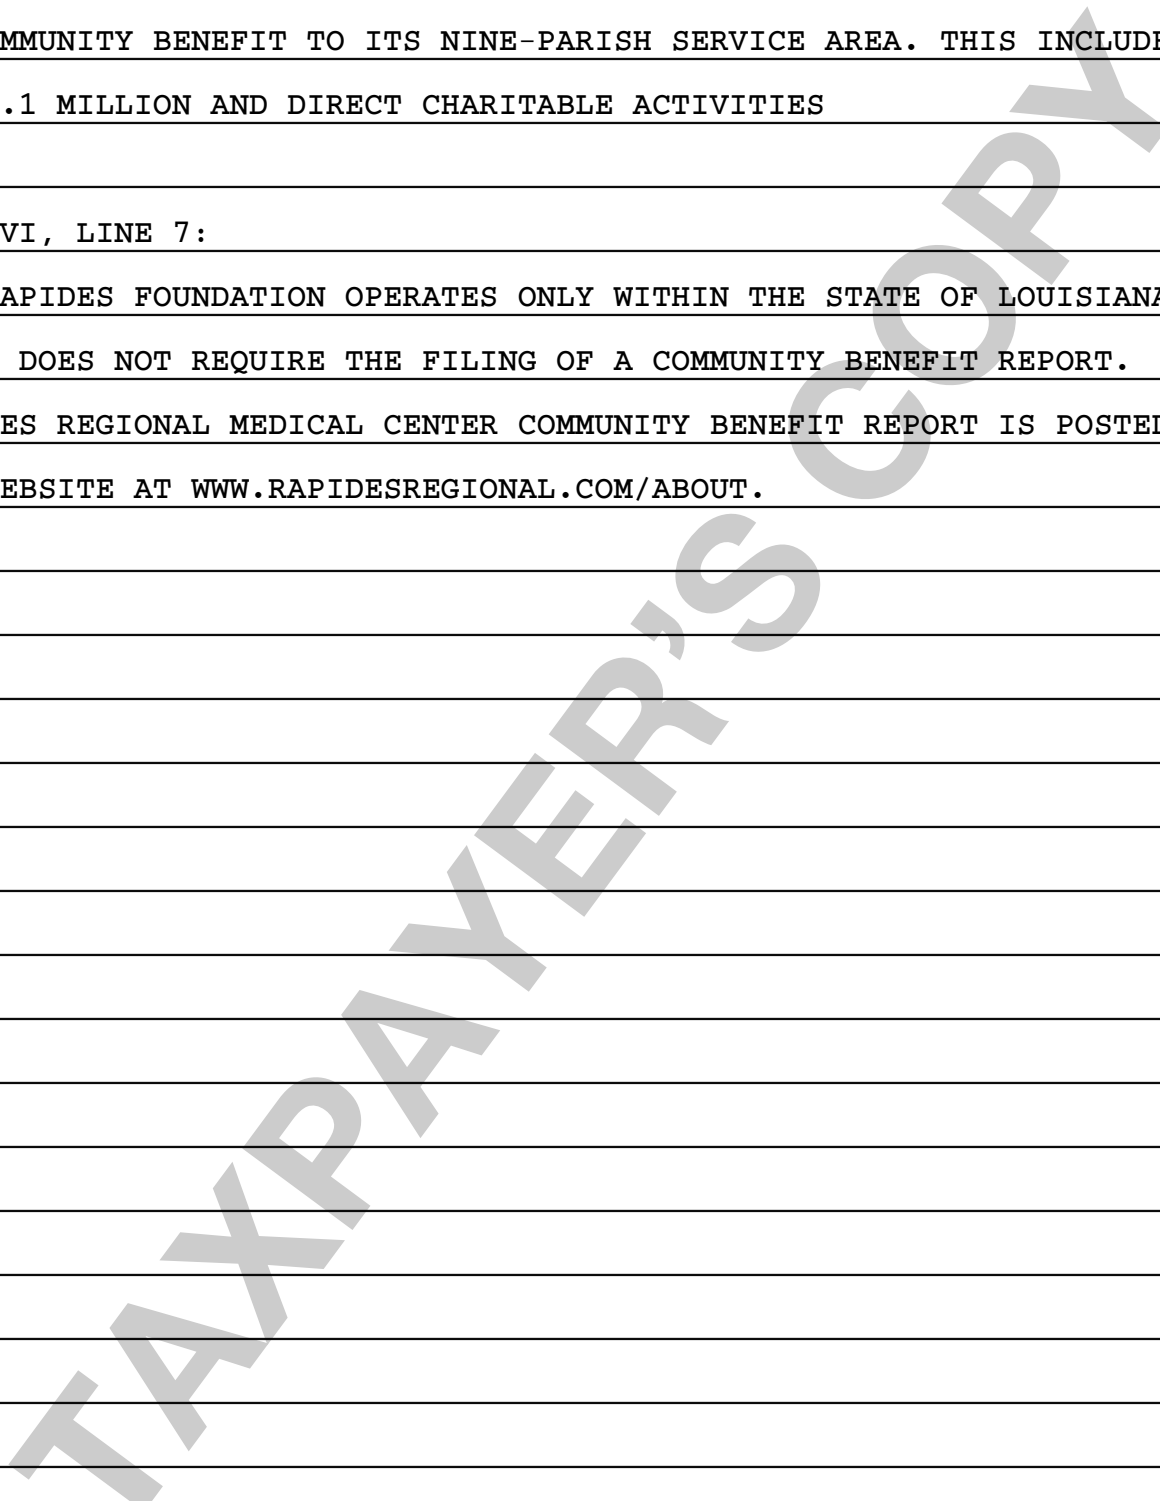 MMUNITY BENEFIT TO ITS NINE-PARISH SERVICE AREA. THIS INCLUDE
.1 MILLION AND DIRECT CHARITABLE ACTIVITIES
VI, LINE 7:
APIDES FOUNDATION OPERATES ONLY WITHIN THE STATE OF LOUISIANA
DOES NOT REQUIRE THE FILING OF A COMMUNITY BENEFIT REPORT.
ES REGIONAL MEDICAL CENTER COMMUNITY BENEFIT REPORT IS POSTED
EBSITE AT WWW.RAPIDESREGIONAL.COM/ABOUT.
TAXPAYER'S COPY